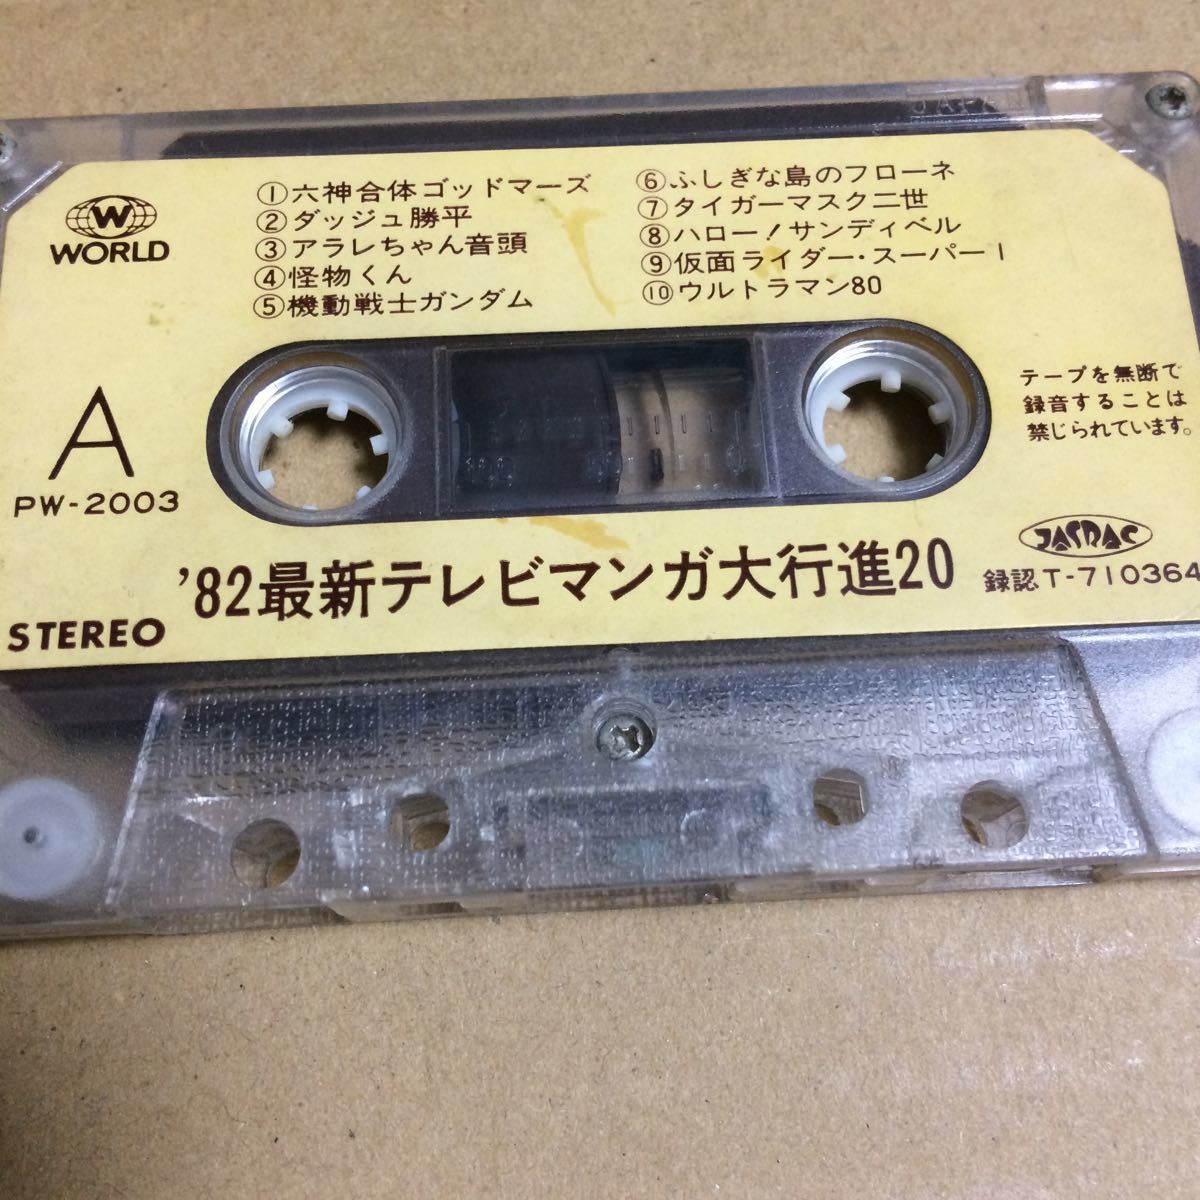 JAPAN
W
WORLD
①六神合体ゴッドマーズ
②ダッシュ勝平
③アラレちゃん音頭
④怪物くん
⑤機動戦士ガンダム
⑥ふしぎな島のフローネ
⑦タイガーマスク二世
⑧ハロー！サンディベル
⑨仮面ライダー・スーパー1
⑩ウルトラマン80
A
PW-2003
100
50
0
テープを無断で
録音することは
禁じられています。
'82最新テレビマンガ大行進20
JASRAC
録認T-710364
STEREO